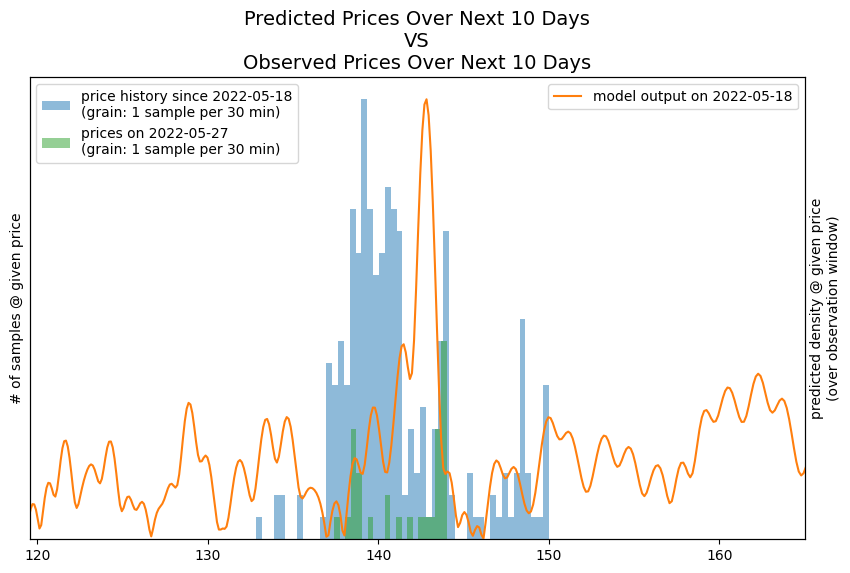 Predicted Prices Over Next 10 Days
VS
Observed Prices Over Next 10 Days
price history since 2022-05-18
(grain: 1 sample per 30 min)
prices on 2022-05-27
(grain: 1 sample per 30 min)
model output on 2022-05-18
# of samples @ given price
predicted density @ given price
(over observation window)
120
130
140
150
160